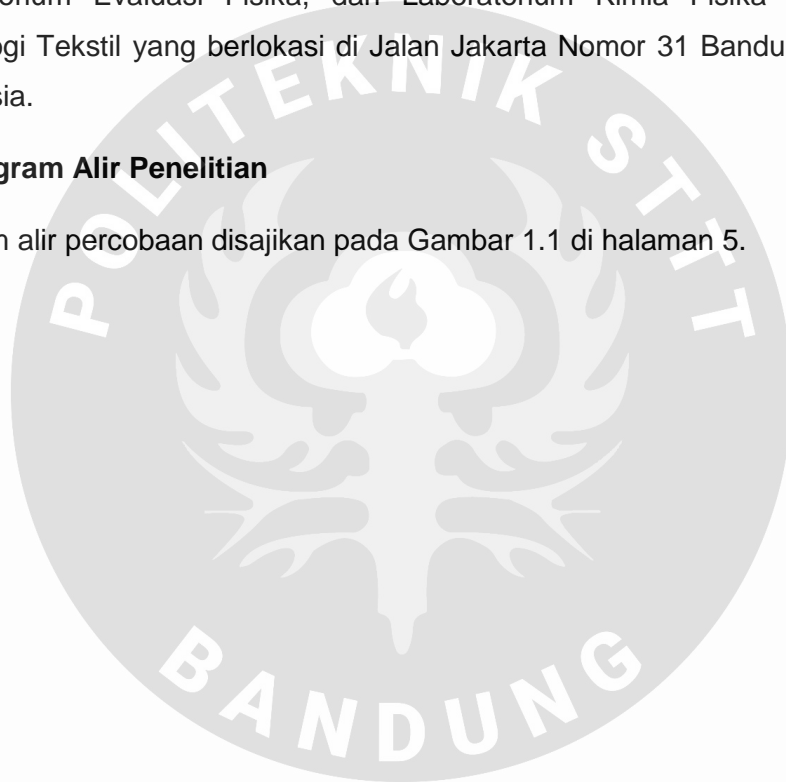 orium Evaluasi Fisika, dan Laboratorium Kimia Fisika
ogi Tekstil yang berlokasi di Jalan Jakarta Nomor 31 Bandu
sia.
gram Alir Penelitian
n alir percobaan disajikan pada Gambar 1.1 di halaman 5.
POLITEKNIK STTT
BANDUNG